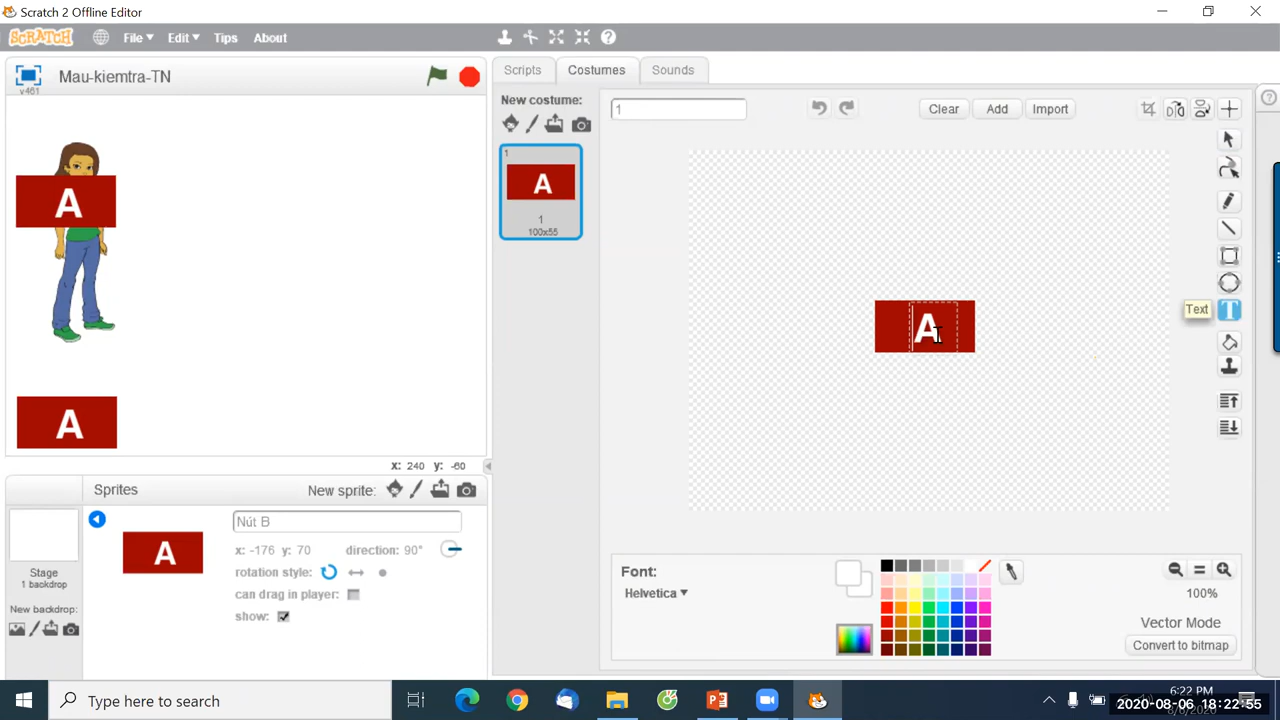 Scratch 2 Offline Editor
SCRATCH File Edit Tips About
v461
Mau-kiemtra-TN
A
A
x: 240 y: -60
Sprites New sprite:
Stage
1 backdrop
New backdrop:
A
Nút B
x: -176 y: 70 direction: 90°
rotation style:
can drag in player:
show:
Scripts Costumes Sounds
New costume:
1
A
1
100x55
1
Clear Add Import
A
Text
T
Font:
Helvetica
100%
Vector Mode
Convert to bitmap
Type here to search
6:22 PM
2020-08-06 18:22:55